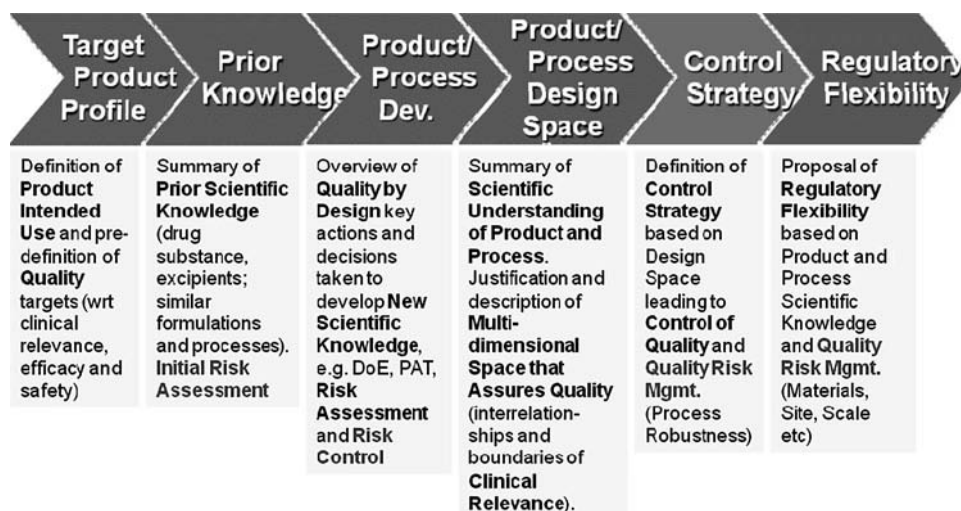 Target
Product
Profile
Prior
Knowledge
Product/
Process
Dev.
Product/
Process
Design
Space
Control
Strategy
Regulatory
Flexibility
Definition of
Product
Intended
Use and pre-
definition of
Quality
targets (wrt
clinical
relevance,
efficacy and
safety)
Summary of
Prior Scientific
Knowledge
(drug
substance,
excipients;
similar
formulations
and processes).
Initial Risk
Assessment
Overview of
Quality by
Design key
actions and
decisions
taken to
develop New
Scientific
Knowledge,
e.g. DoE, PAT,
Risk
Assessment
and Risk
Control
Summary of
Scientific
Understanding
of Product and
Process.
Justification and
description of
Multi-
dimensional
Space that
Assures Quality
(interrelation-
ships and
boundaries of
Clinical
Relevance).
Definition of
Control
Strategy
based on
Design
Space
leading to
Control of
Quality and
Quality Risk
Mgmt.
(Process
Robustness)
Proposal of
Regulatory
Flexibility
based on
Product and
Process
Scientific
Knowledge
and Quality
Risk Mgmt.
(Materials,
Site, Scale
etc)